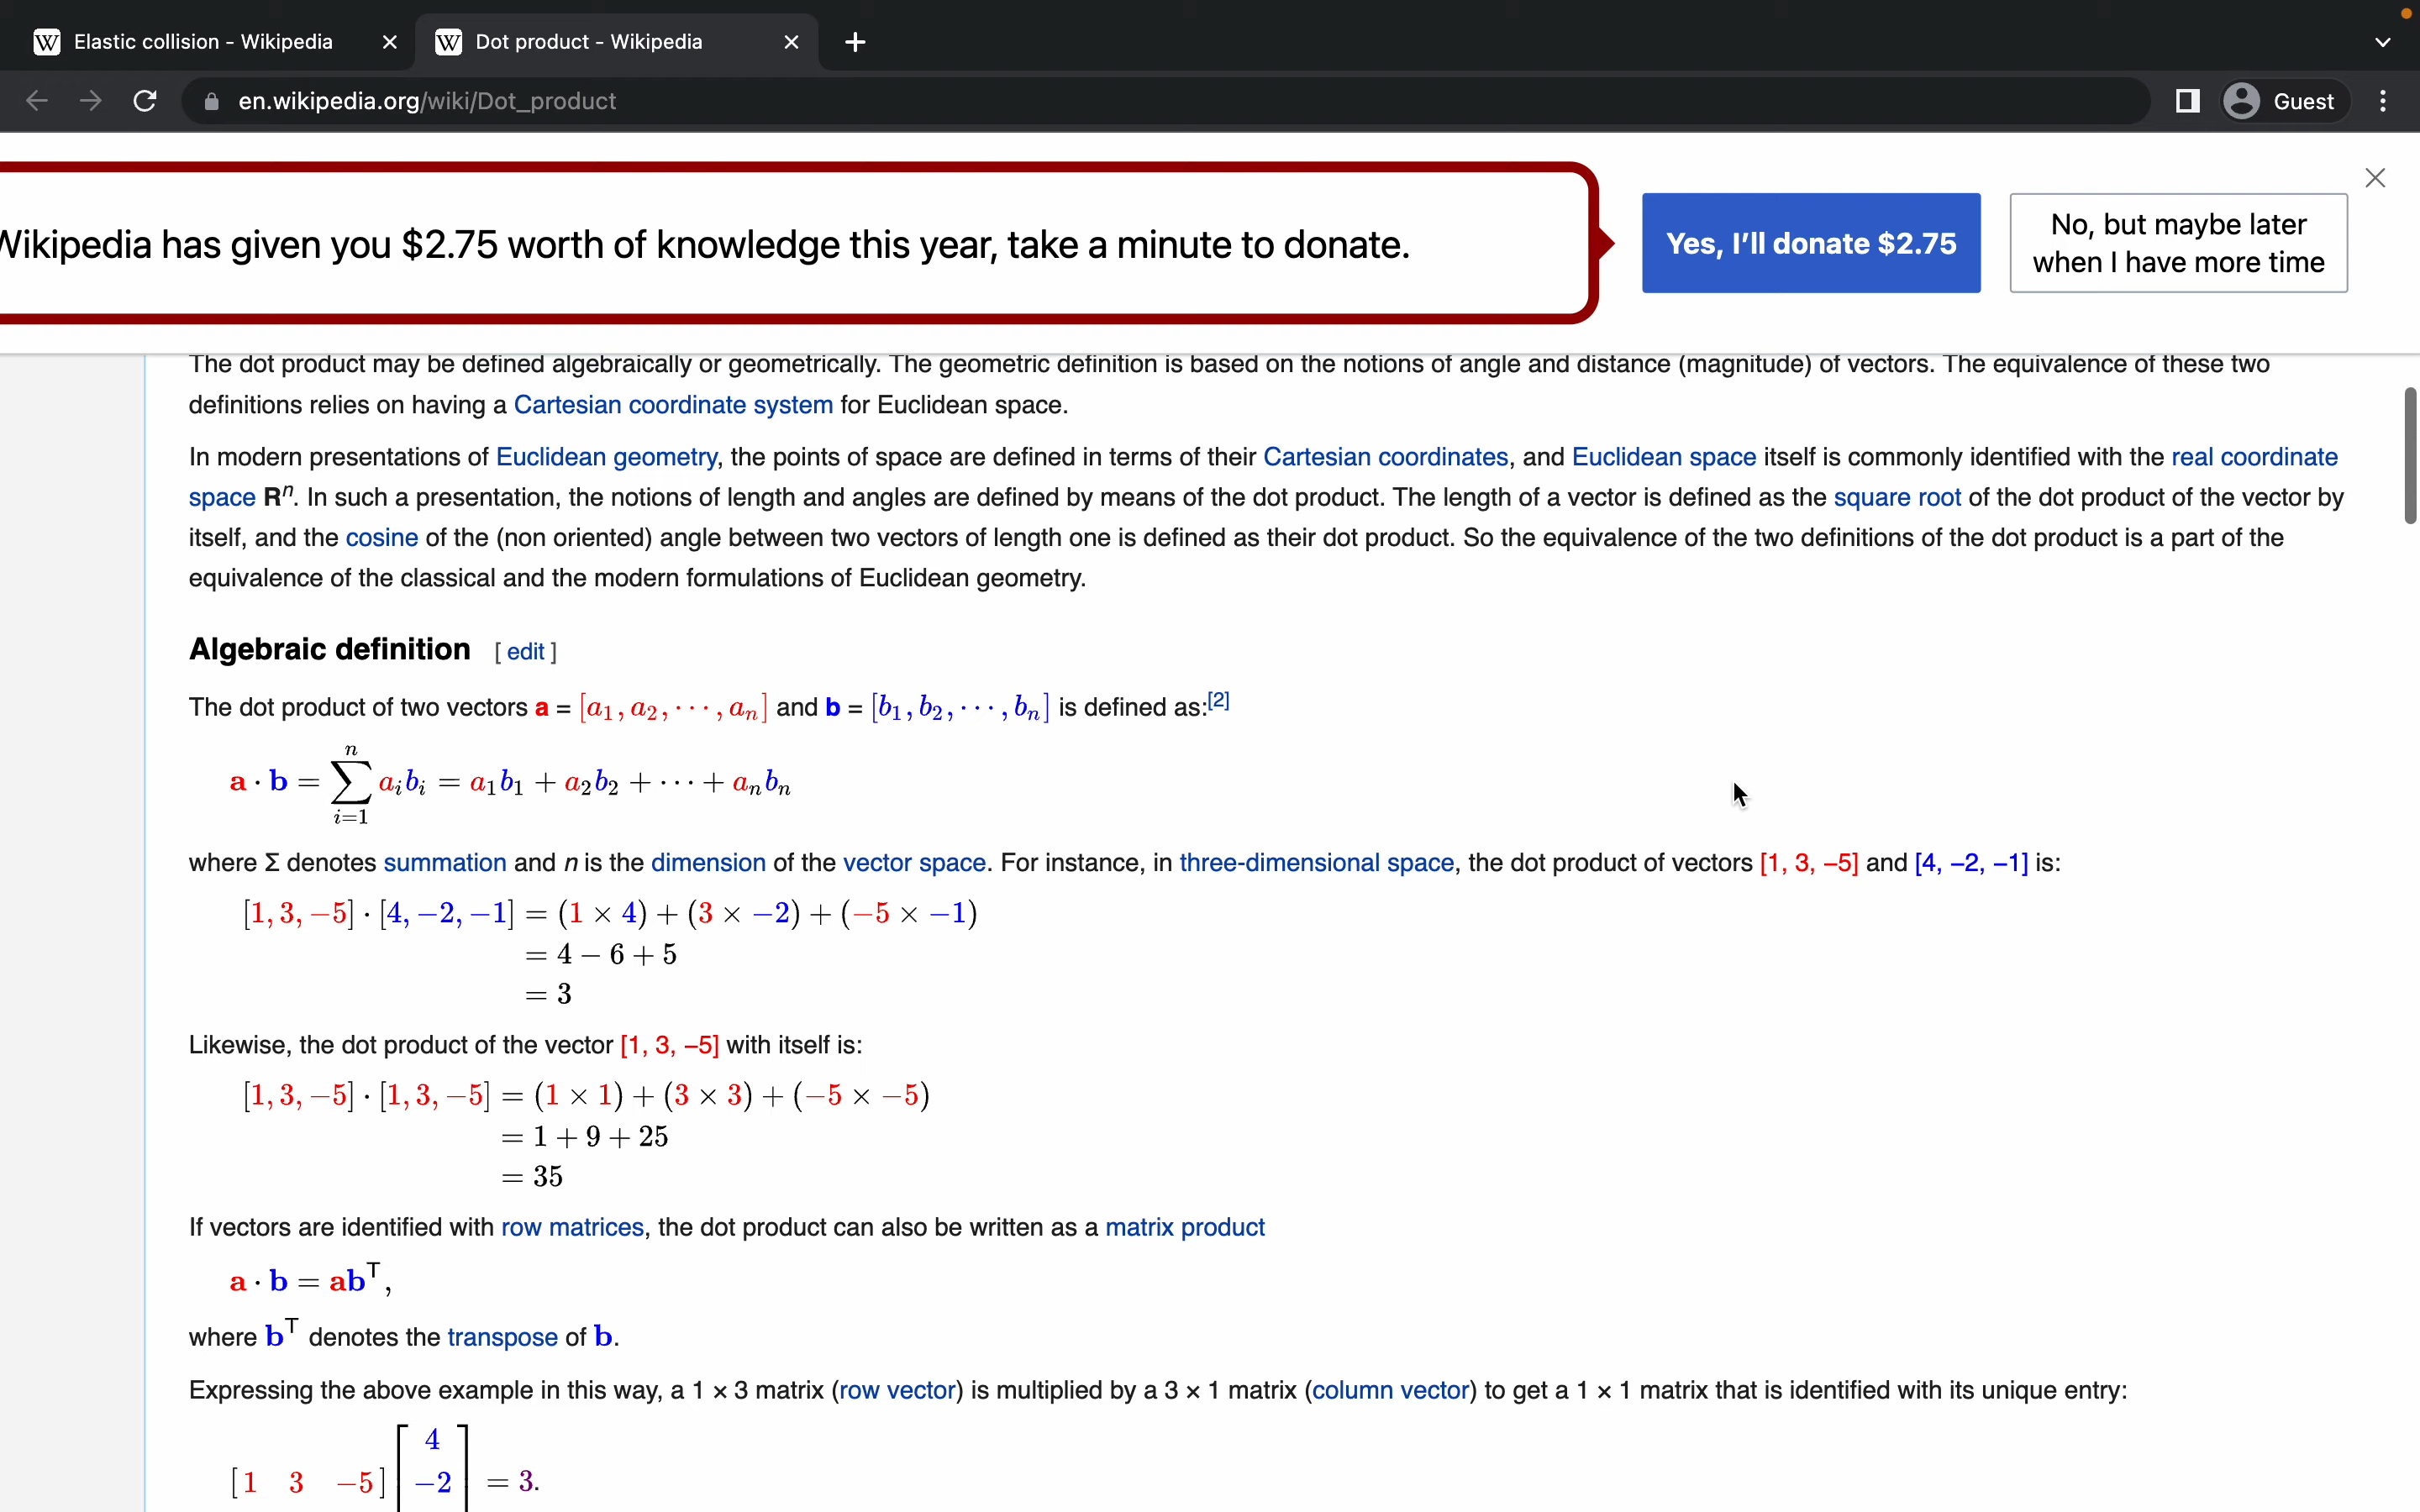 Elastic collision - Wikipedia
Dot product - Wikipedia
en.wikipedia.org/wiki/Dot_product
Guest
Wikipedia has given you $2.75 worth of knowledge this year, take a minute to donate.
Yes, I'll donate $2.75
No, but maybe later
when I have more time
The dot product may be defined algebraically or geometrically. The geometric definition is based on the notions of angle and distance (magnitude) of vectors. The equivalence of these two
definitions relies on having a Cartesian coordinate system for Euclidean space.
In modern presentations of Euclidean geometry, the points of space are defined in terms of their Cartesian coordinates, and Euclidean space itself is commonly identified with the real coordinate
space Rⁿ. In such a presentation, the notions of length and angles are defined by means of the dot product. The length of a vector is defined as the square root of the dot product of the vector by
itself, and the cosine of the (non oriented) angle between two vectors of length one is defined as their dot product. So the equivalence of the two definitions of the dot product is a part of the
equivalence of the classical and the modern formulations of Euclidean geometry.
Algebraic definition [ edit ]
The dot product of two vectors a = [a₁, a₂, ⋯, aₙ] and b = [b₁, b₂, ⋯, bₙ] is defined as:[2]
a · b = ∑ᵢ₌₁ⁿ aᵢbᵢ = a₁b₁ + a₂b₂ + ⋯ + aₙbₙ
where Σ denotes summation and n is the dimension of the vector space. For instance, in three-dimensional space, the dot product of vectors [1, 3, −5] and [4, −2, −1] is:
[1, 3, −5] · [4, −2, −1] = (1 × 4) + (3 × −2) + (−5 × −1)
= 4 − 6 + 5
= 3
Likewise, the dot product of the vector [1, 3, −5] with itself is:
[1, 3, −5] · [1, 3, −5] = (1 × 1) + (3 × 3) + (−5 × −5)
= 1 + 9 + 25
= 35
If vectors are identified with row matrices, the dot product can also be written as a matrix product
a · b = abᵀ,
where bᵀ denotes the transpose of b.
Expressing the above example in this way, a 1 × 3 matrix (row vector) is multiplied by a 3 × 1 matrix (column vector) to get a 1 × 1 matrix that is identified with its unique entry:
4
[1 3 −5] −2 = 3.